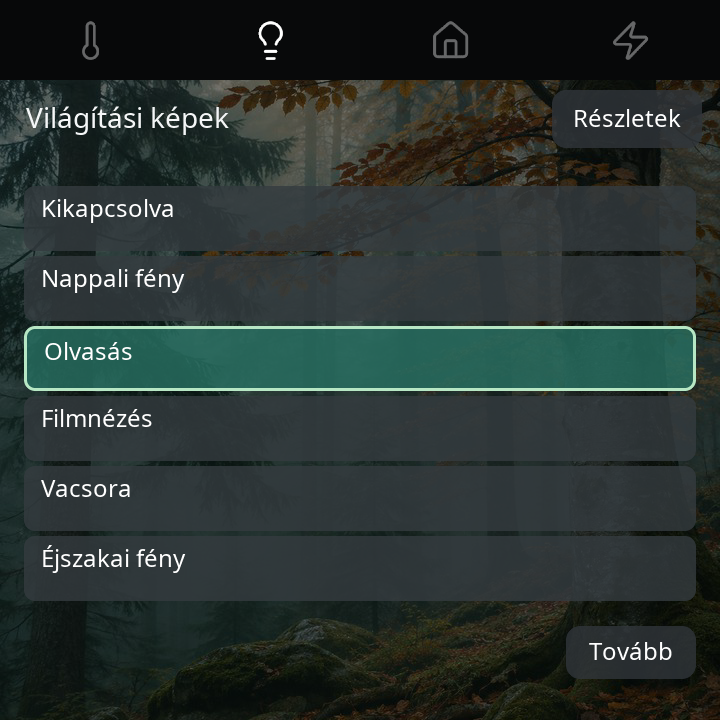 Világítási képek
Részletek
Kikapcsolva
Nappali fény
Olvasás
Filmnézés
Vacsora
Éjszakai fény
Tovább